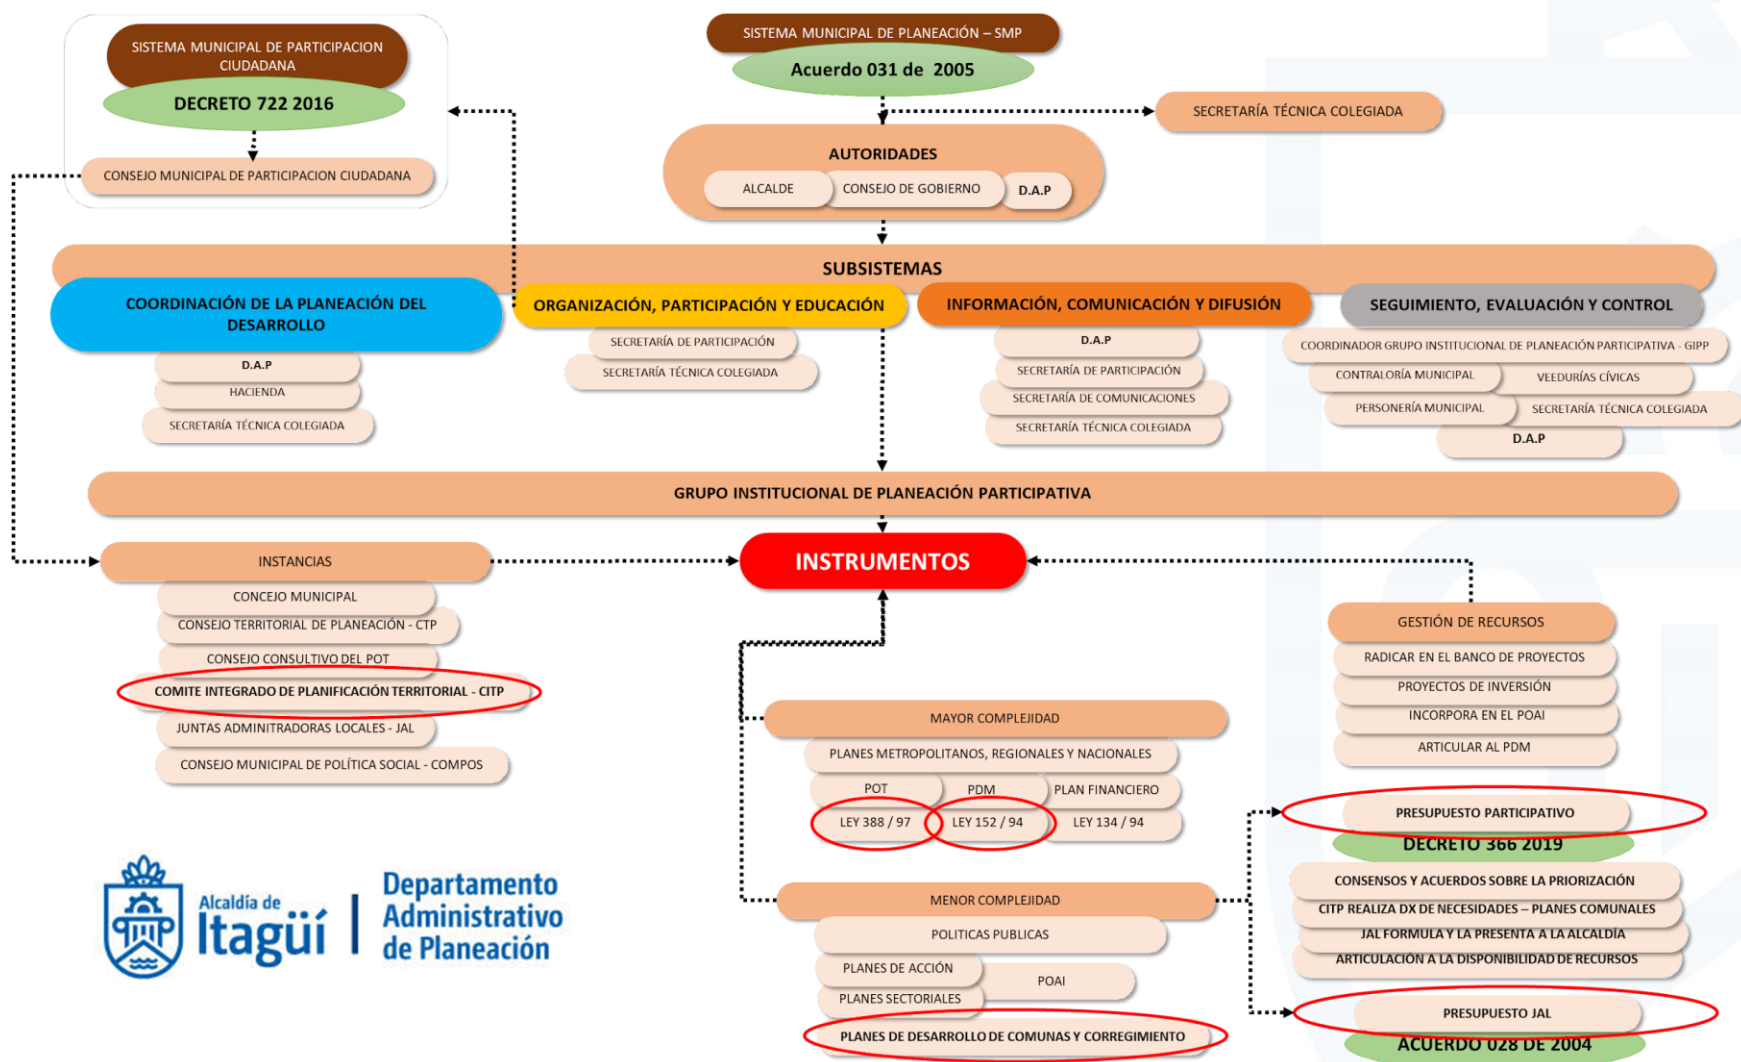 SISTEMA MUNICIPAL DE PARTICIPACION
CIUDADANA
DECRETO 722 2016
CONSEJO MUNICIPAL DE PARTICIPACION CIUDADANA
SISTEMA MUNICIPAL DE PLANEACIÓN – SMP
Acuerdo 031 de 2005
SECRETARÍA TÉCNICA COLEGIADA
AUTORIDADES
ALCALDE
CONSEJO DE GOBIERNO
D.A.P
SUBSISTEMAS
COORDINACIÓN DE LA PLANEACIÓN DEL
DESARROLLO
D.A.P
HACIENDA
SECRETARÍA TÉCNICA COLEGIADA
ORGANIZACIÓN, PARTICIPACIÓN Y EDUCACIÓN
SECRETARÍA DE PARTICIPACIÓN
SECRETARÍA TÉCNICA COLEGIADA
INFORMACIÓN, COMUNICACIÓN Y DIFUSIÓN
D.A.P
SECRETARÍA DE PARTICIPACIÓN
SECRETARÍA DE COMUNICACIONES
SECRETARÍA TÉCNICA COLEGIADA
SEGUIMIENTO, EVALUACIÓN Y CONTROL
COORDINADOR GRUPO INSTITUCIONAL DE PLANEACIÓN PARTICIPATIVA - GIPP
CONTRALORÍA MUNICIPAL
VEEDURÍAS CÍVICAS
PERSONERÍA MUNICIPAL
SECRETARÍA TÉCNICA COLEGIADA
D.A.P
GRUPO INSTITUCIONAL DE PLANEACIÓN PARTICIPATIVA
INSTANCIAS
CONCEJO MUNICIPAL
CONSEJO TERRITORIAL DE PLANEACIÓN - CTP
CONSEJO CONSULTIVO DEL POT
COMITE INTEGRADO DE PLANIFICACIÓN TERRITORIAL - CITP
JUNTAS ADMINITRADORAS LOCALES - JAL
CONSEJO MUNICIPAL DE POLÍTICA SOCIAL - COMPOS
INSTRUMENTOS
MAYOR COMPLEJIDAD
PLANES METROPOLITANOS, REGIONALES Y NACIONALES
POT
PDM
PLAN FINANCIERO
LEY 388 / 97
LEY 152 / 94
LEY 134 / 94
MENOR COMPLEJIDAD
POLITICAS PUBLICAS
PLANES DE ACCIÓN
POAI
PLANES SECTORIALES
PLANES DE DESARROLLO DE COMUNAS Y CORREGIMIENTO
GESTIÓN DE RECURSOS
RADICAR EN EL BANCO DE PROYECTOS
PROYECTOS DE INVERSIÓN
INCORPORA EN EL POAI
ARTICULAR AL PDM
PRESUPUESTO PARTICIPATIVO
DECRETO 366 2019
CONSENSOS Y ACUERDOS SOBRE LA PRIORIZACIÓN
CITP REALIZA DX DE NECESIDADES – PLANES COMUNALES
JAL FORMULA Y LA PRESENTA A LA ALCALDÍA
ARTICULACIÓN A LA DISPONIBILIDAD DE RECURSOS
PRESUPUESTO JAL
ACUERDO 028 DE 2004
Alcaldía de
Itagüí
Departamento
Administrativo
de Planeación